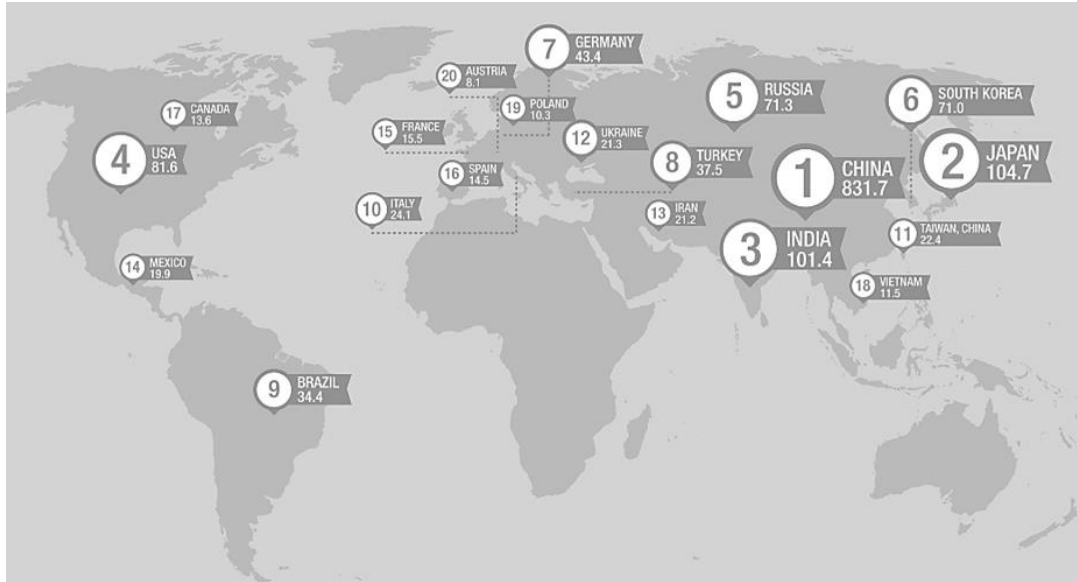 7
GERMANY
43.4
20
AUSTRIA
8.1
17
CANADA
13.6
19
POLAND
10.3
5
RUSSIA
71.3
6
SOUTH KOREA
71.0
15
FRANCE
15.5
12
UKRAINE
21.3
4
USA
81.6
8
TURKEY
37.5
1
CHINA
831.7
2
JAPAN
104.7
16
SPAIN
14.5
10
ITALY
24.1
13
IRAN
21.2
11
TAIWAN, CHINA
22.4
3
INDIA
101.4
14
MEXICO
19.9
18
VIETNAM
11.5
9
BRAZIL
34.4